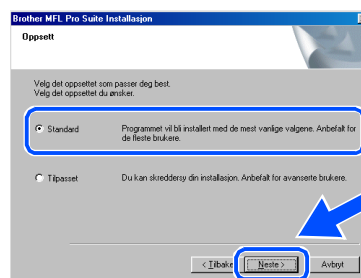 Brother MFL Pro Suite Installasjon
Oppsett
Velg det oppsettet som passer deg best.
Velg det oppsettet du ønsker.
Standard Programmet vil bli installert med de mest vanlige valgene. Anbefalt for
de fleste brukere.
Tilpasset Du kan skreddersy din installasjon. Anbefalt for avanserte brukere.
< Tilbake Neste > Avbryt